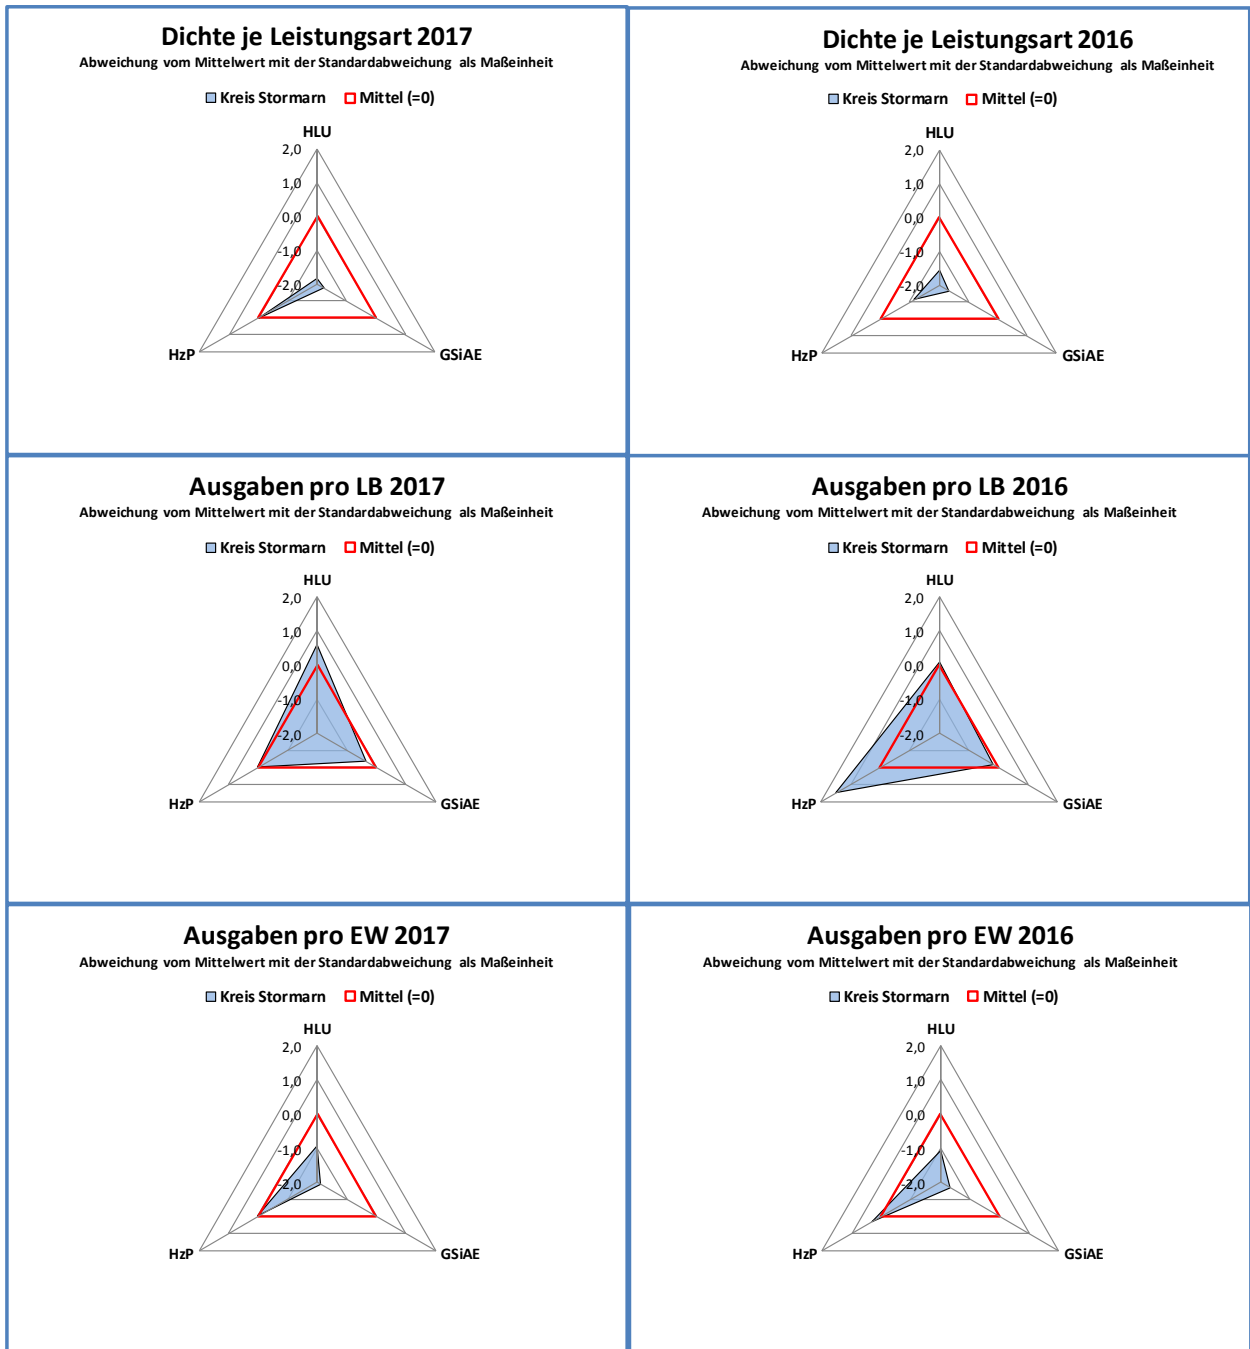 Dichte je Leistungsart 2017
Abweichung vom Mittelwert mit der Standardabweichung als Maßeinheit
Kreis Stormarn Mittel (=0)
HLU
2,0
1,0
0,0
-1,0
-2,0
HzP
GSiAE
Dichte je Leistungsart 2016
Abweichung vom Mittelwert mit der Standardabweichung als Maßeinheit
Kreis Stormarn Mittel (=0)
HLU
2,0
1,0
0,0
-1,0
-2,0
HzP
GSiAE
Ausgaben pro LB 2017
Abweichung vom Mittelwert mit der Standardabweichung als Maßeinheit
Kreis Stormarn Mittel (=0)
HLU
2,0
1,0
0,0
-1,0
-2,0
HzP
GSiAE
Ausgaben pro LB 2016
Abweichung vom Mittelwert mit der Standardabweichung als Maßeinheit
Kreis Stormarn Mittel (=0)
HLU
2,0
1,0
0,0
-1,0
-2,0
HzP
GSiAE
Ausgaben pro EW 2017
Abweichung vom Mittelwert mit der Standardabweichung als Maßeinheit
Kreis Stormarn Mittel (=0)
HLU
2,0
1,0
0,0
-1,0
-2,0
HzP
GSiAE
Ausgaben pro EW 2016
Abweichung vom Mittelwert mit der Standardabweichung als Maßeinheit
Kreis Stormarn Mittel (=0)
HLU
2,0
1,0
0,0
-1,0
-2,0
HzP
GSiAE